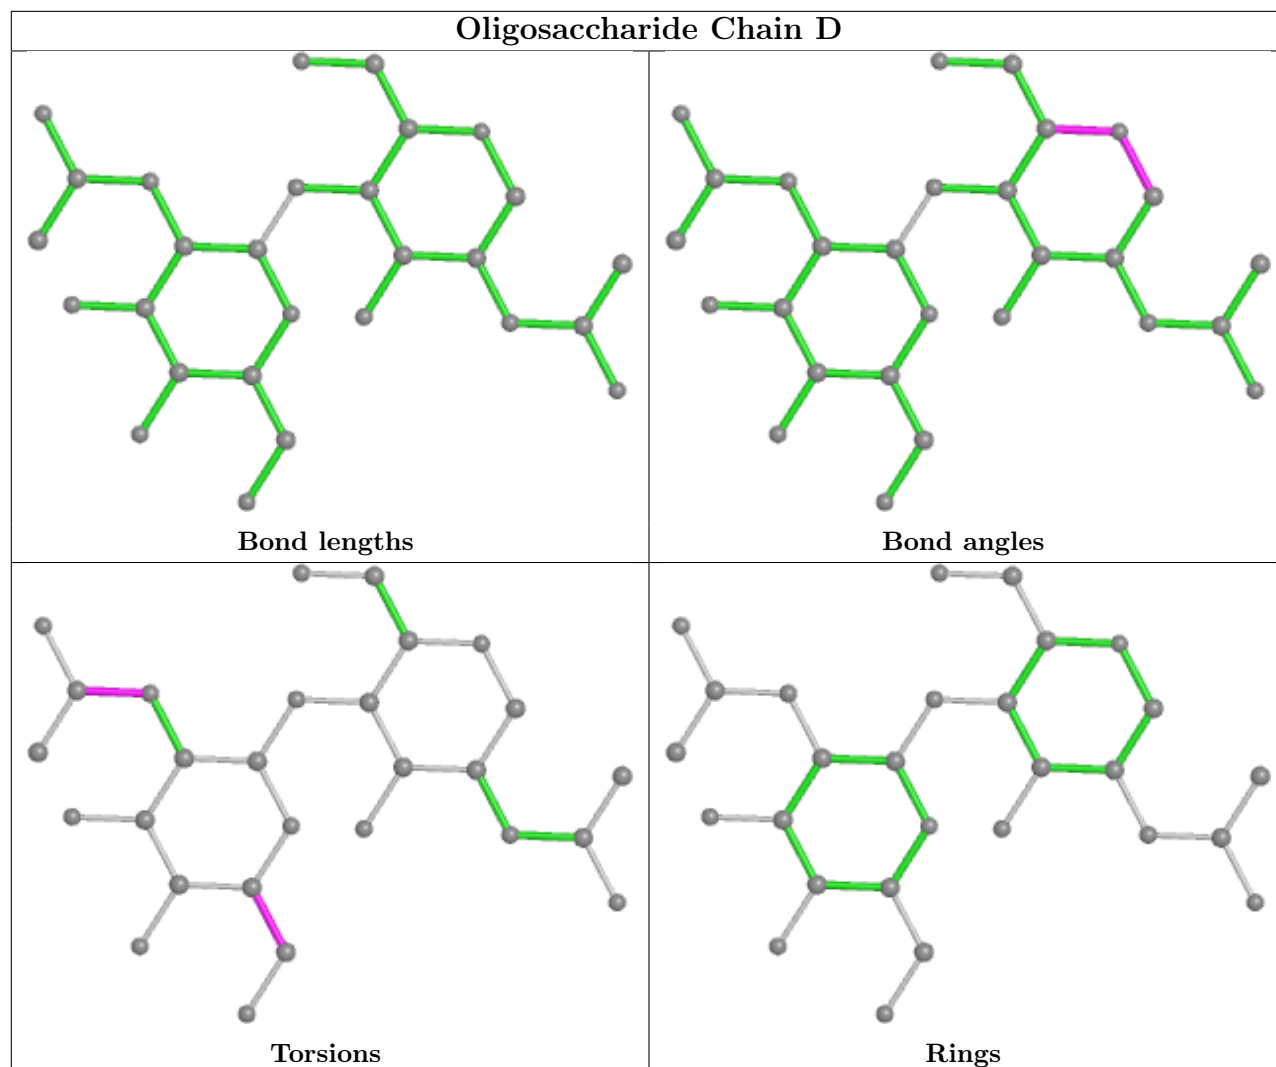 Oligosaccharide Chain D
Bond lengths
Bond angles
Torsions
Rings